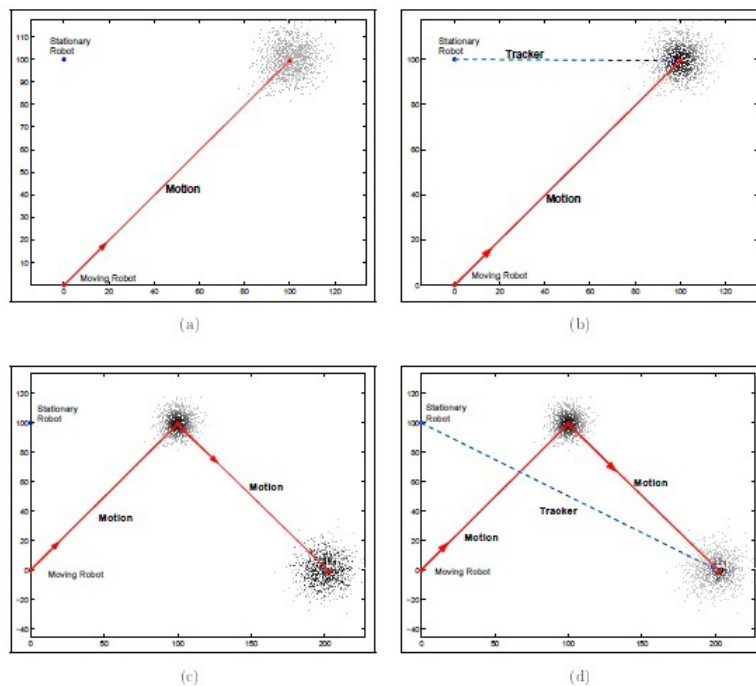 110
100
90
80
70
60
50
40
30
20
10
0
Stationary
Robot
Motion
Moving Robot
0 20 40 60 80 100 120
(a)
100
80
60
40
20
0
Stationary
Robot
Tracker
Motion
Moving Robot
0 20 40 60 80 100 120
(b)
120
100
80
60
40
20
0
−20
−40
Stationary
Robot
Motion
Motion
Moving Robot
0 50 100 150 200
(c)
120
100
80
60
40
20
0
−20
−40
Stationary
Robot
Motion
Tracker
Motion
Moving Robot
0 50 100 150 200
(d)